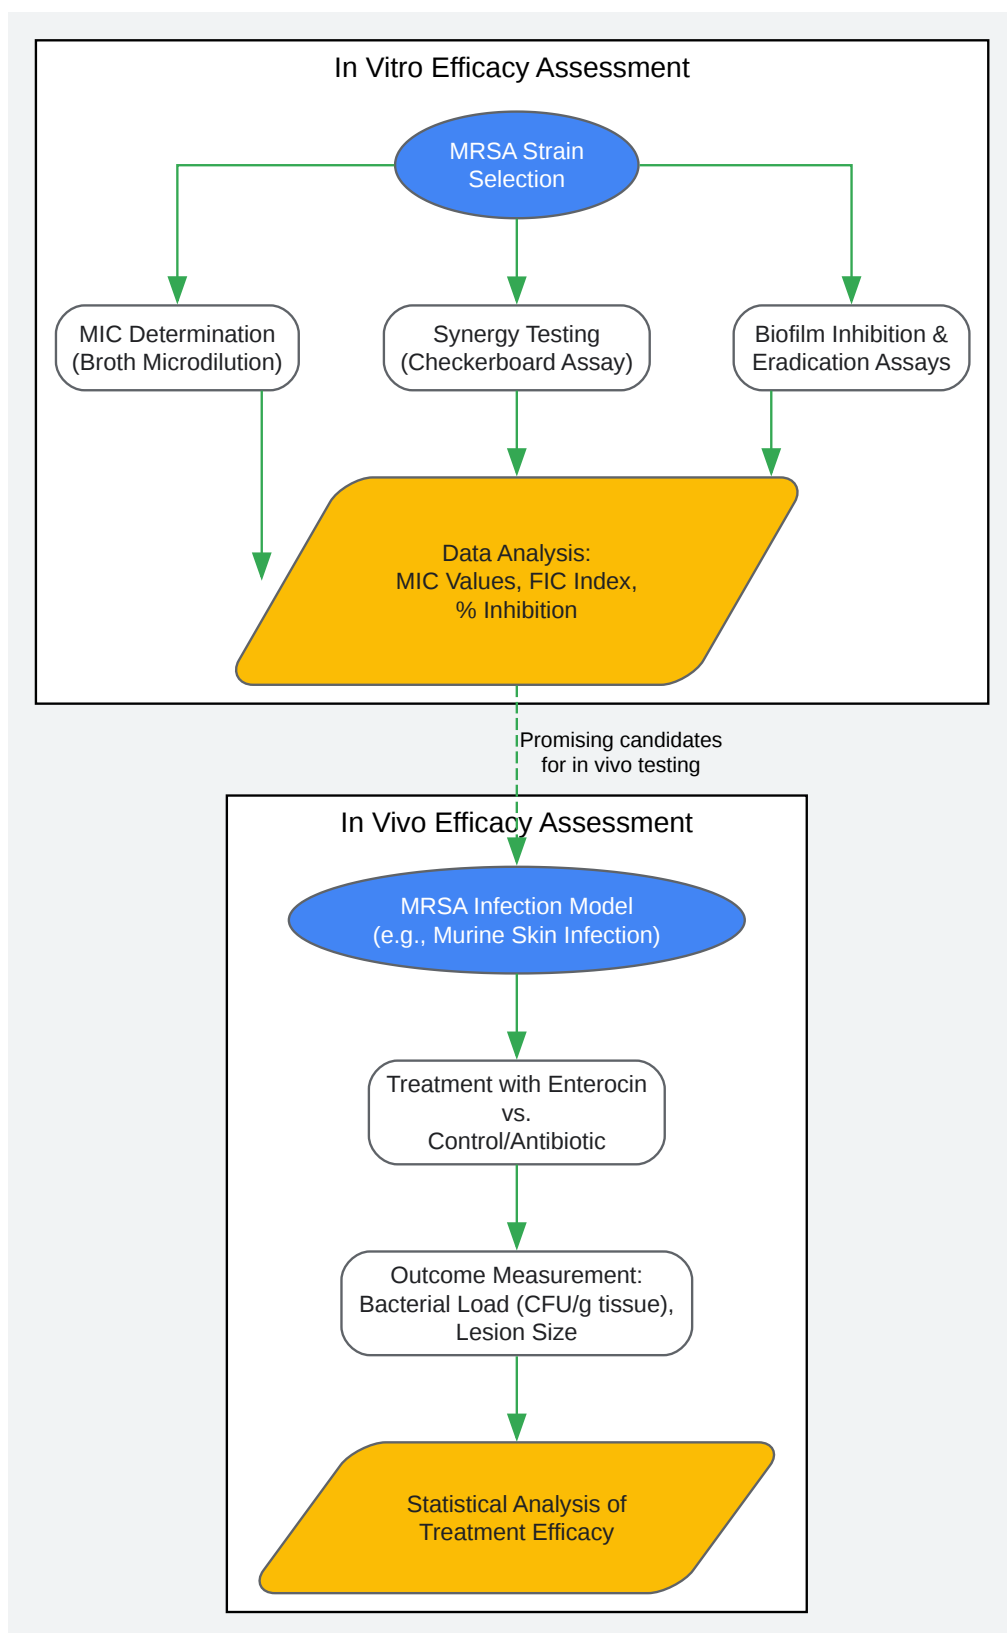 In Vitro Efficacy Assessment
MRSA Strain
Selection
MIC Determination
(Broth Microdilution)
Synergy Testing
(Checkerboard Assay)
Biofilm Inhibition &
Eradication Assays
Data Analysis:
MIC Values, FIC Index,
% Inhibition
Promising candidates
for in vivo testing
In Vivo Efficacy Assessment
MRSA Infection Model
(e.g., Murine Skin Infection)
Treatment with Enterocin
vs.
Control/Antibiotic
Outcome Measurement:
Bacterial Load (CFU/g tissue),
Lesion Size
Statistical Analysis of
Treatment Efficacy